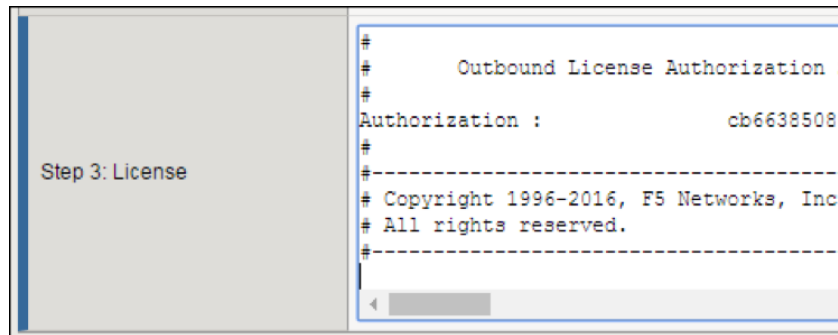 #
# Outbound License Authorization
#
Authorization : cb6638508
#
Step 3: License
#--------------------------------------
# Copyright 1996-2016, F5 Networks, Inc
# All rights reserved.
#--------------------------------------